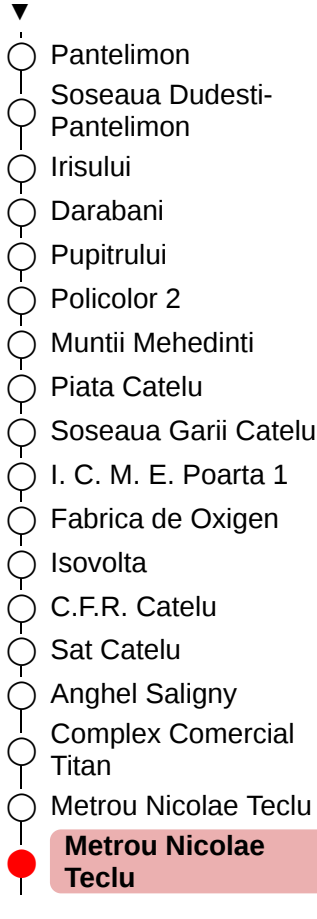 Pantelimon
Soseaua Dudesti-
Pantelimon
Irisului
Darabani
Pupitrului
Policolor 2
Muntii Mehedinti
Piata Catelu
Soseaua Garii Catelu
I. C. M. E. Poarta 1
Fabrica de Oxigen
Isovolta
C.F.R. Catelu
Sat Catelu
Anghel Saligny
Complex Comercial
Titan
Metrou Nicolae Teclu
Metrou Nicolae
Teclu